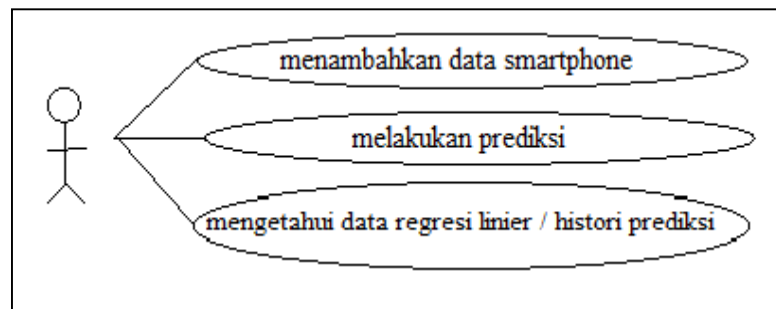 menambahkan data smartphone
melakukan prediksi
mengetahui data regresi linier / histori prediksi